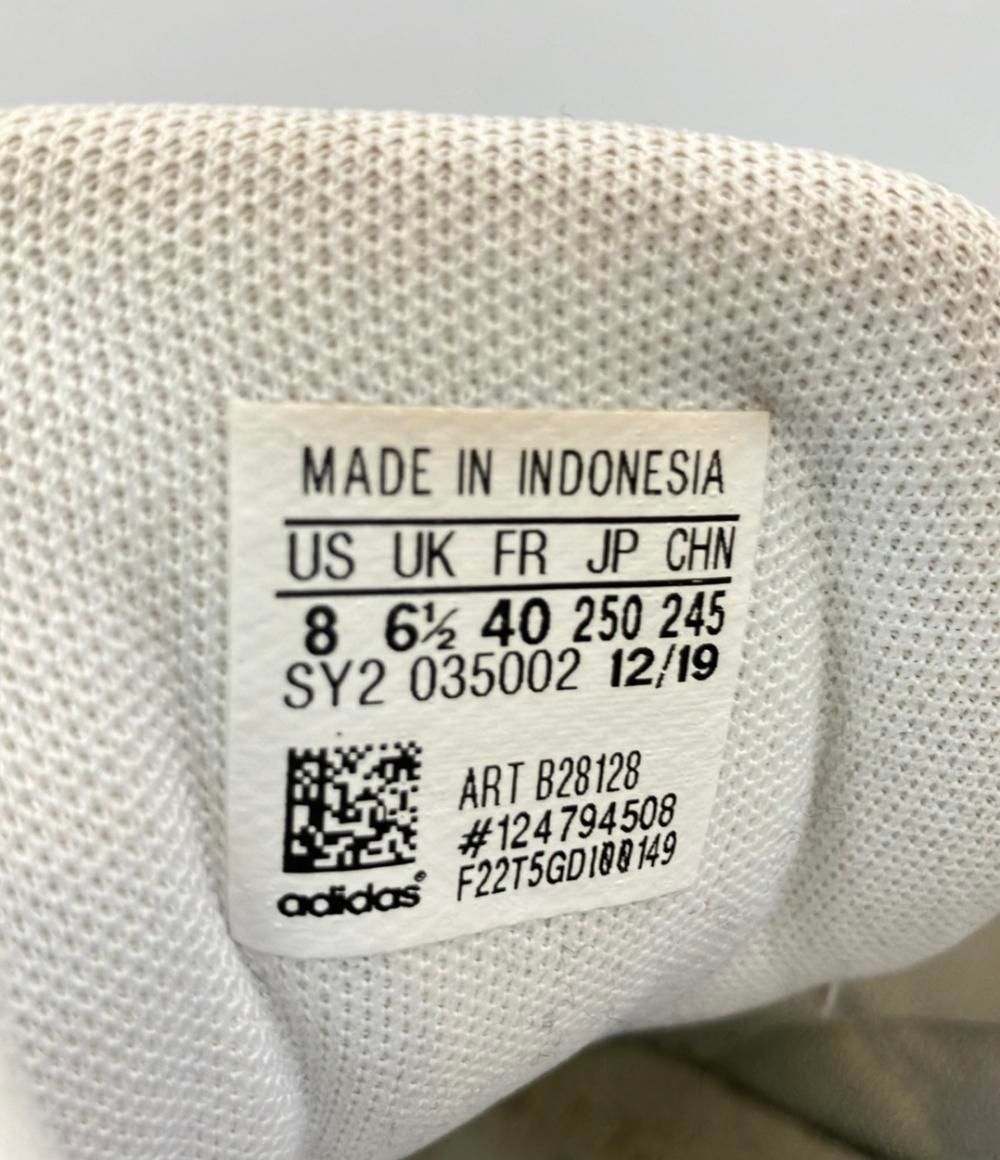 MADE IN INDONESIA
US UK FR JP CHN
8 6½ 40 250 245
SY2 035002 12/19
ART B28128
#124794508
F22T5GDI00149
adidas®